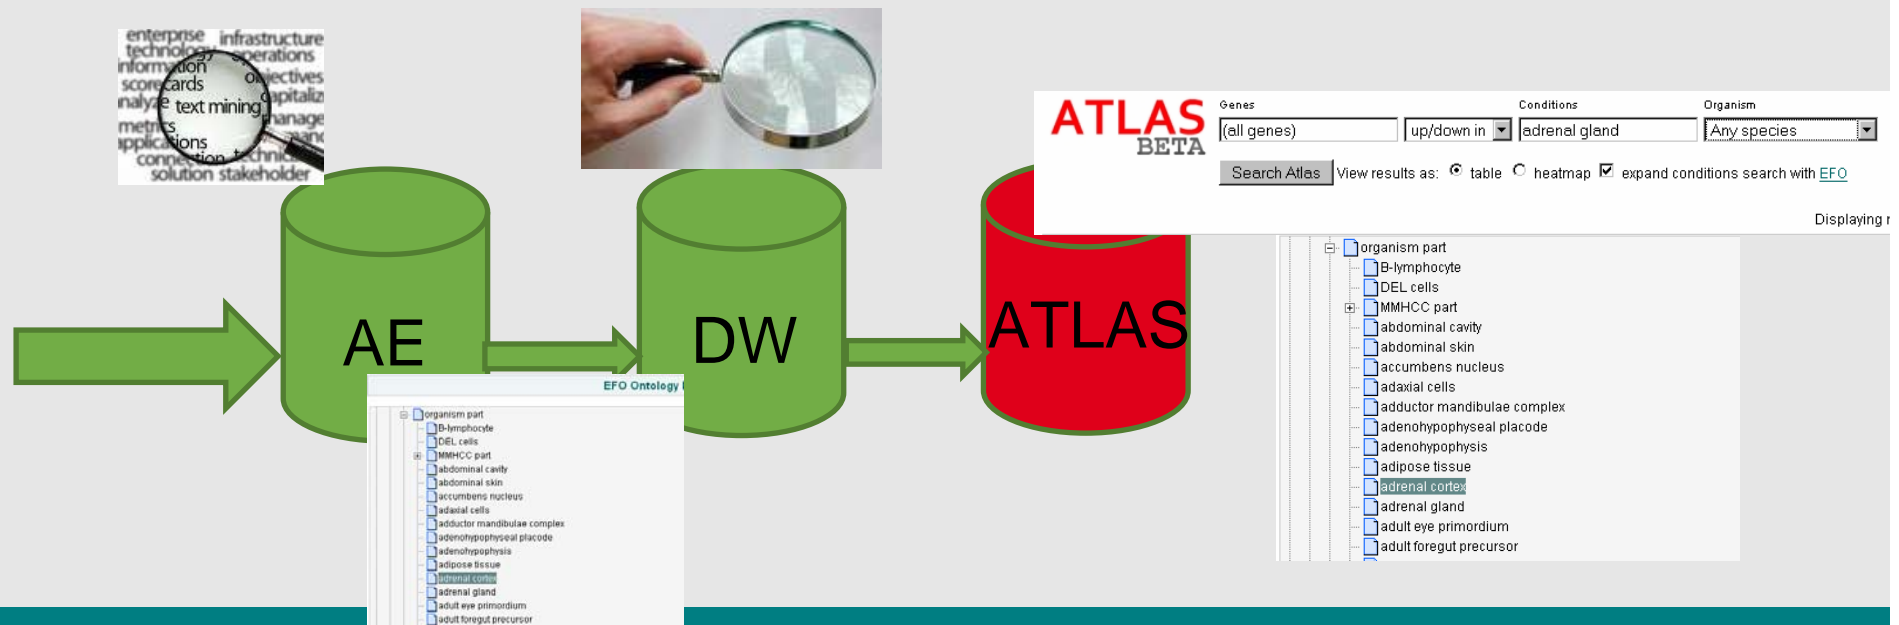 enterprise infrastructure
technology operations
information objectives
cards
text mining
metrics
solution stakeholder
ATLAS
BETA
Genes Conditions Organism
(all genes) up/down in adrenal gland Any species
Search Atlas View results as: table heatmap expand conditions search with EFO
Displaying
AE
DW
ATLAS
EFO Ontology
organism part
B-lymphocyte
DEL cells
MMHCC part
abdominal cavity
abdominal skin
accumbens nucleus
adaxial cells
adductor mandibulae complex
adenohypophyseal placode
adenohypophysis
adipose tissue
adrenal cortex
adrenal gland
adult eye primordium
adult foregut precursor
organism part
B-lymphocyte
DEL cells
MMHCC part
abdominal cavity
abdominal skin
accumbens nucleus
adaxial cells
adductor mandibulae complex
adenohypophyseal placode
adenohypophysis
adipose tissue
adrenal cortex
adrenal gland
adult eye primordium
adult foregut precursor